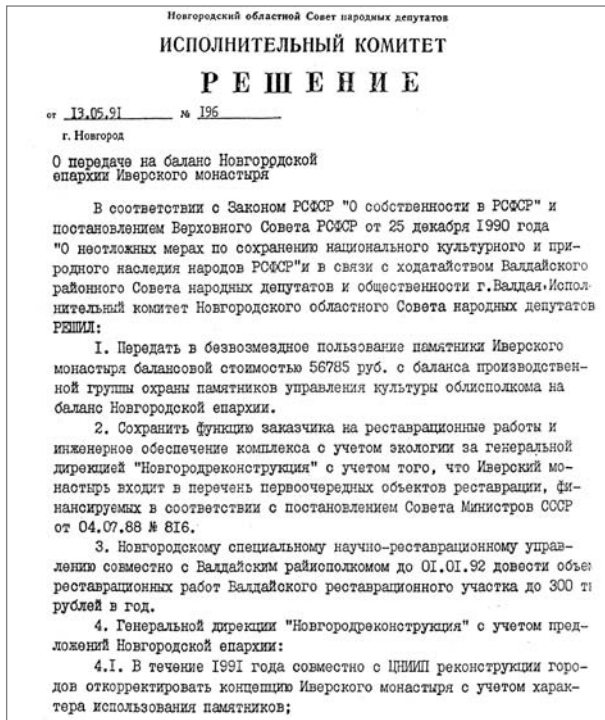 Новгородский областной Совет народных депутатов
ИСПОЛНИТЕЛЬНЫЙ КОМИТЕТ
РЕШЕНИЕ
от 13.05.91 № 196
г. Новгород
О передаче на баланс Новгородской
епархии Иверского монастыря
В соответствии с Законом РСФСР "О собственности в РСФСР" и
постановлением Верховного Совета РСФСР от 25 декабря 1990 года
"О неотложных мерах по сохранению национального культурного и при-
родного наследия народов РСФСР"и в связи с ходатайством Валдайского
районного Совета народных депутатов и общественности г.Валдая.Испол-
нительный комитет Новгородского областного Совета народных депутатов
РЕШИЛ:
1. Передать в безвозмездное пользование памятники Иверского
монастыря балансовой стоимостью 56785 руб. с баланса производствен-
ной группы охраны памятников управления культуры облисполкома на
баланс Новгородской епархии.
2. Сохранить функцию заказчика на реставрационные работы и
инженерное обеспечение комплекса с учетом экологии за генеральной
дирекцией "Новгородреконструкция" с учетом того, что Иверский мо-
настырь входит в перечень первоочередных объектов реставрации, фи-
нансируемых в соответствии с постановлением Совета Министров СССР
от 04.07.88 № 816.
3. Новгородскому специальному научно-реставрационному управ-
лению совместно с Валдайским райисполкомом до 01.01.92 довести
реставрационных работ Валдайского реставрационного участка до 300
рублей в год.
4. Генеральной дирекции "Новгородреконструкция" с учетом пред-
ложений Новгородской епархии:
4.1. В течение 1991 года совместно с ЦНИИП реконструкции горо-
дов откорректировать концепцию Иверского монастыря с учетом харак-
тера использования памятников;